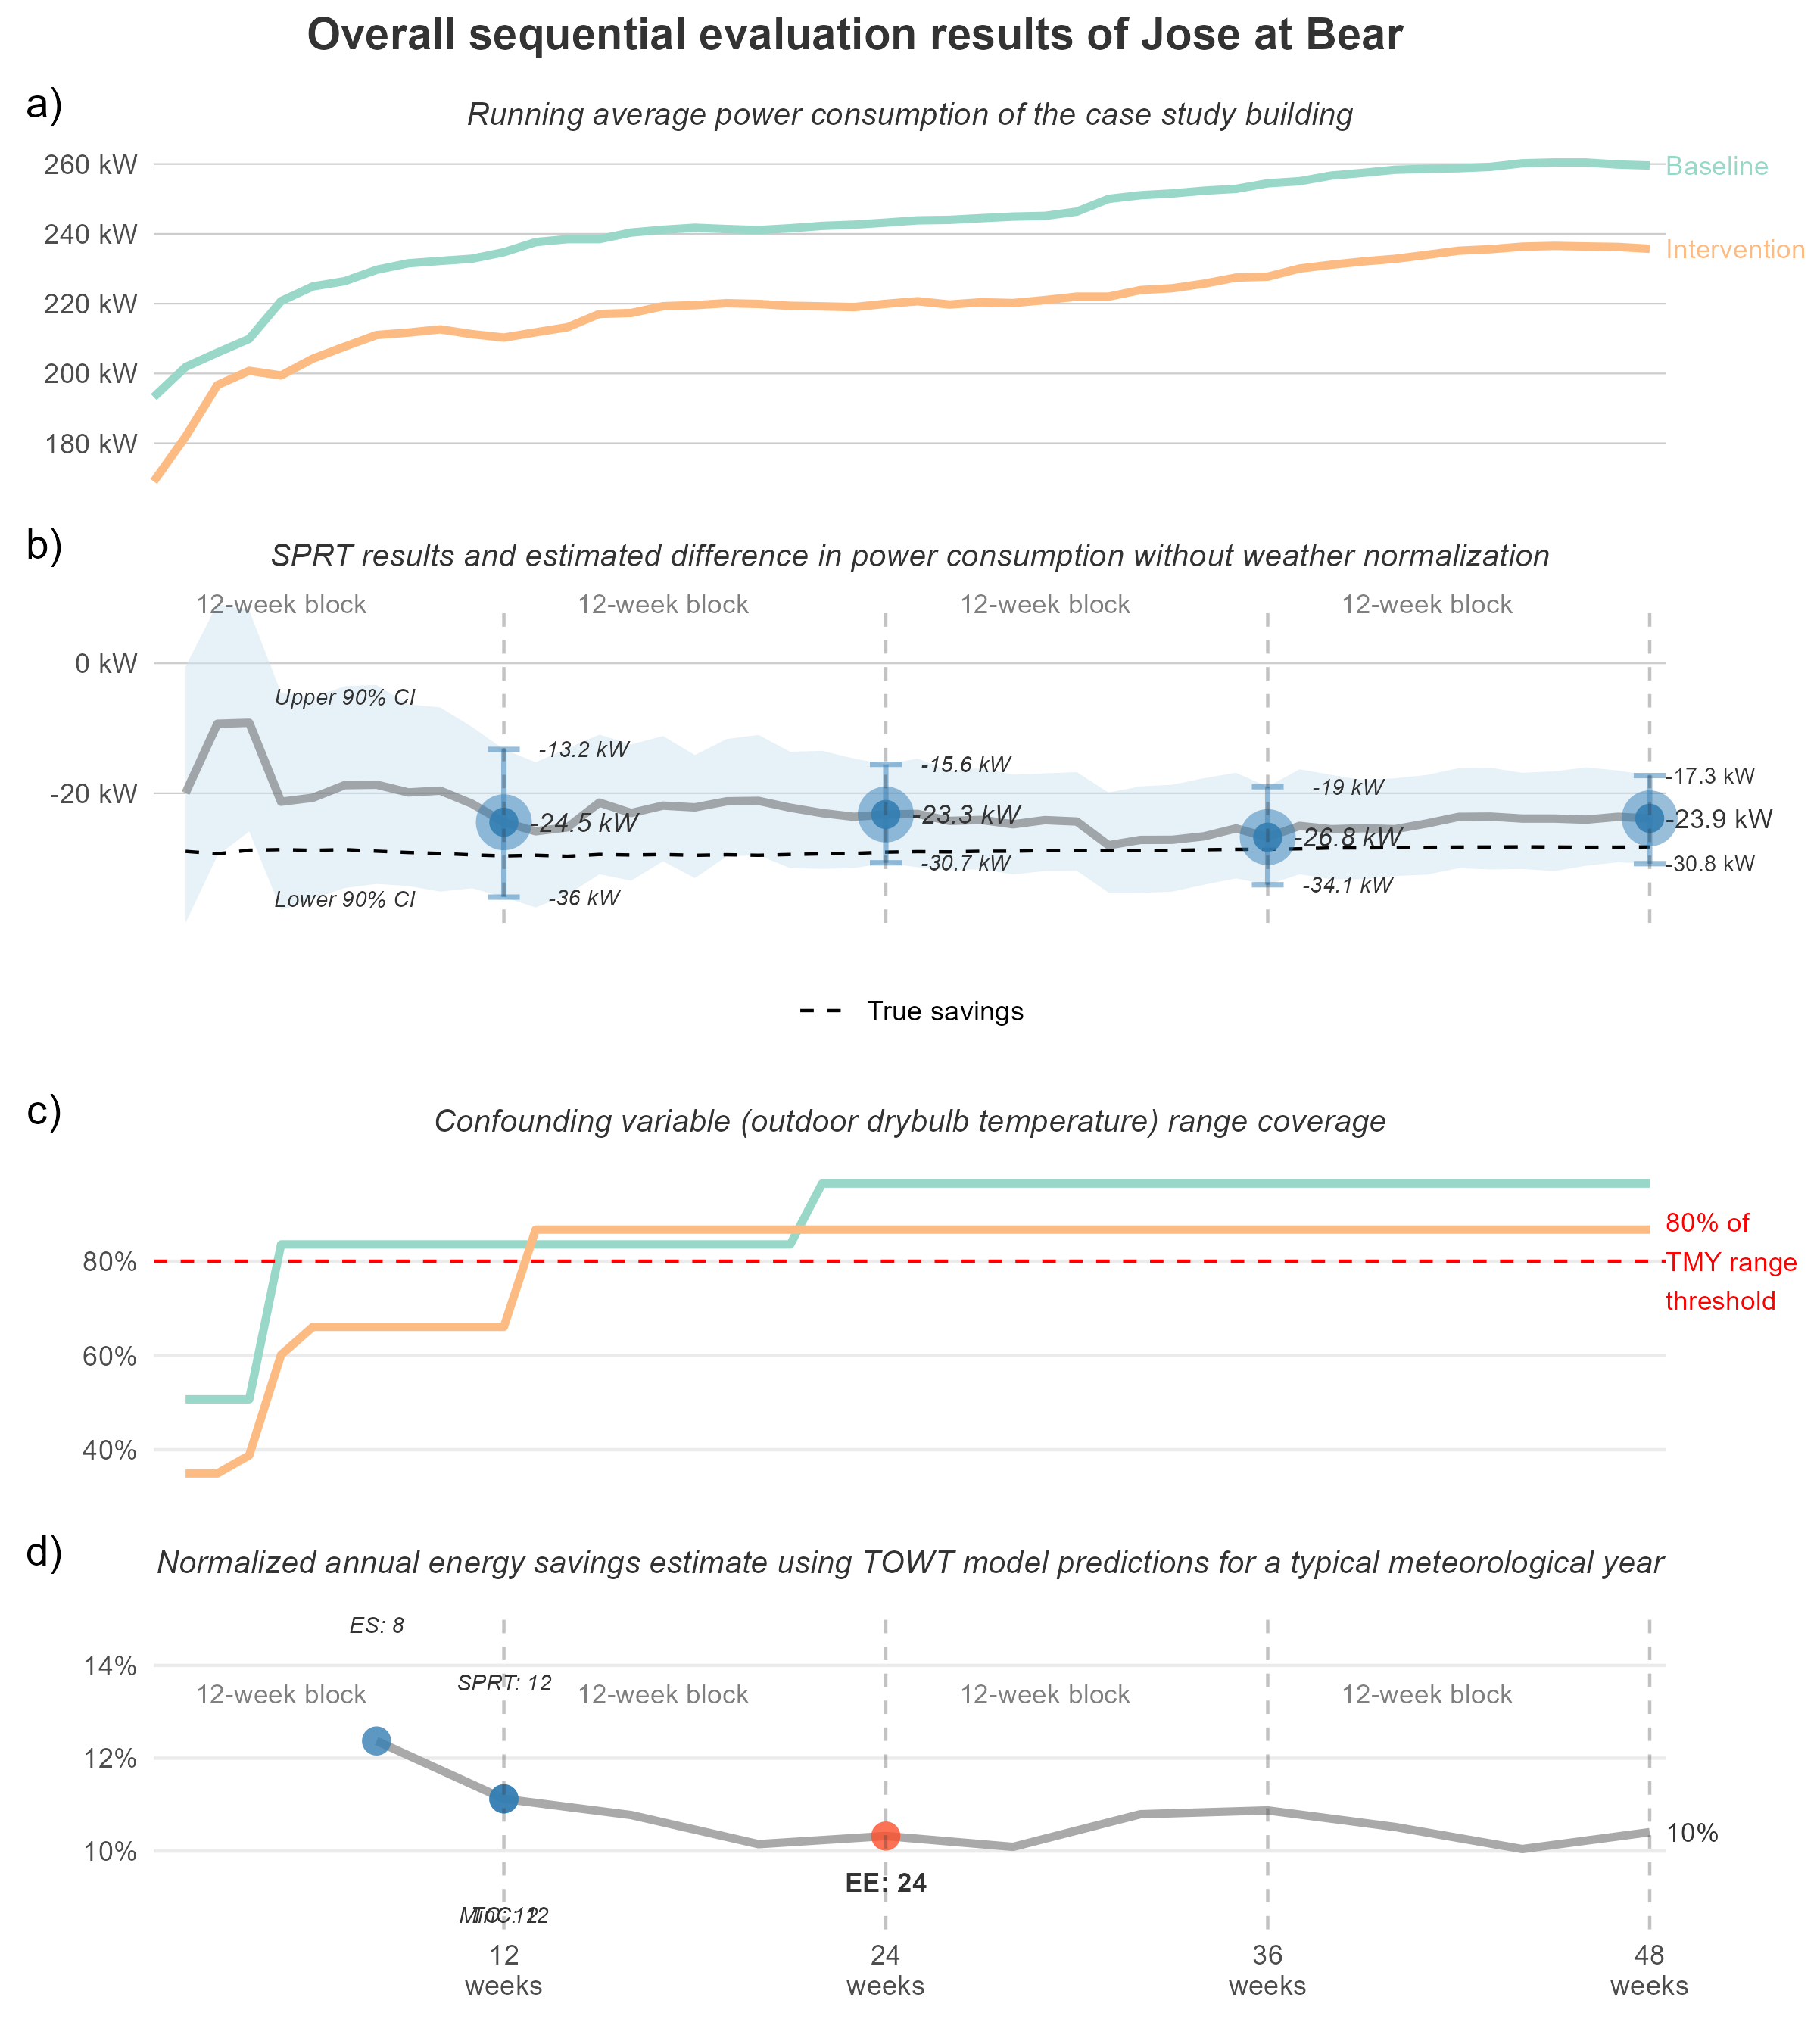 Overall sequential evaluation results of Jose at Bear
a)
Running average power consumption of the case study building
260 kW
240 kW
220 kW
200 kW
180 kW
Baseline
Intervention
b)
SPRT results and estimated difference in power consumption without weather normalization
12-week block 12-week block 12-week block 12-week block
0 kW
-20 kW
Upper 90% CI
Lower 90% CI
-13.2 kW
-24.5 kW
-36 kW
-15.6 kW
-23.3 kW
-30.7 kW
-19 kW
-26.8 kW
-34.1 kW
-17.3 kW
-23.9 kW
-30.8 kW
True savings
c)
Confounding variable (outdoor drybulb temperature) range coverage
80%
60%
40%
80% of
TMY range
threshold
d)
Normalized annual energy savings estimate using TOWT model predictions for a typical meteorological year
ES: 8
14%
SPRT: 12
12-week block 12-week block 12-week block 12-week block
12%
10%
10%
EE: 24
12
weeks
24
weeks
36
weeks
48
weeks